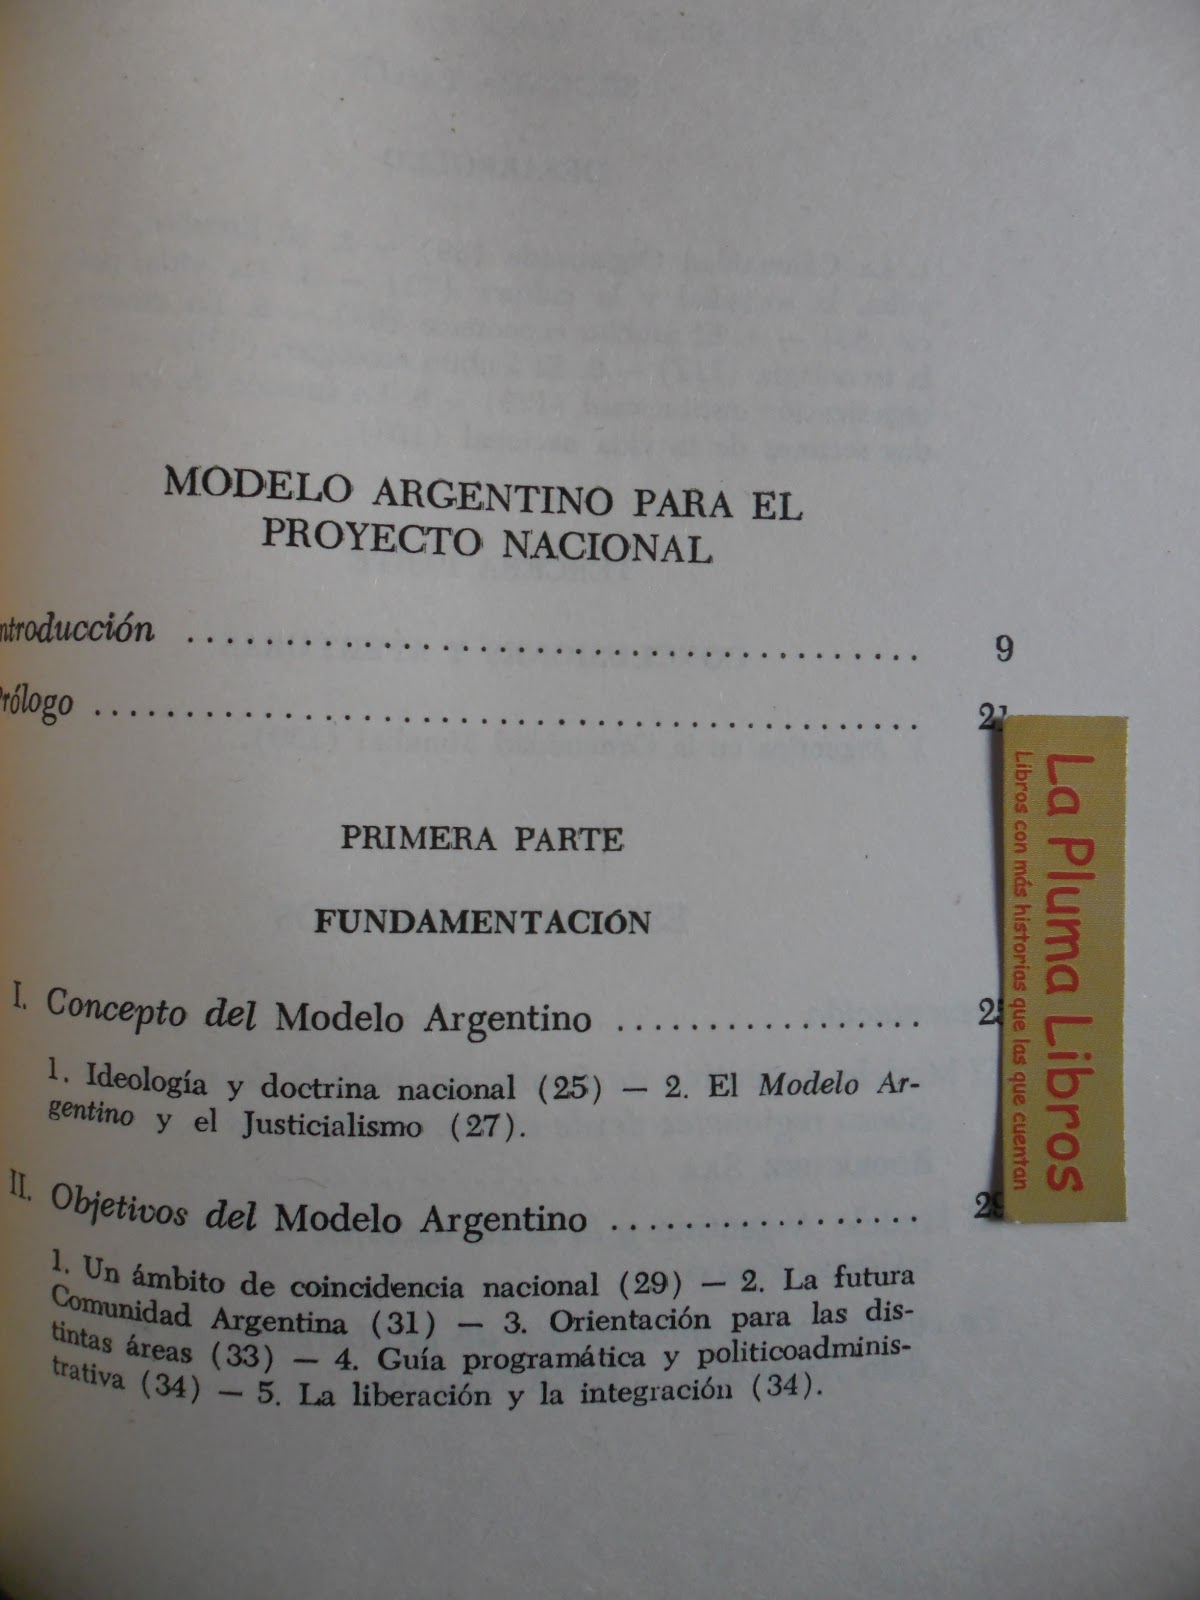 MODELO ARGENTINO PARA EL
PROYECTO NACIONAL
ntroducción ........................................ 9
Prólogo ............................................. 21
PRIMERA PARTE
FUNDAMENTACIÓN
I. Concepto del Modelo Argentino ................. 25
1. Ideología y doctrina nacional (25) — 2. El Modelo Ar-
gentino y el Justicialismo (27).
II. Objetivos del Modelo Argentino ................. 29
1. Un ámbito de coincidencia nacional (29) — 2. La futura
Comunidad Argentina (31) — 3. Orientación para las dis-
tintas áreas (33) — 4. Guía programática y politicoadminis-
trativa (34) — 5. La liberación y la integración (34).
La Pluma Libros
Libros con más historias que las que cuentan